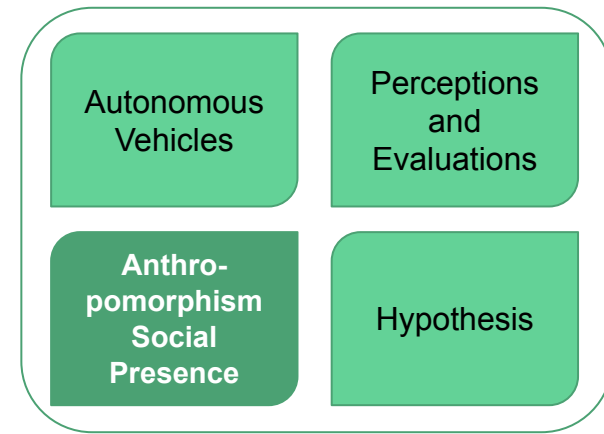 Autonomous
Vehicles
Perceptions
and
Evaluations
Anthro-
pomorphism
Social
Presence
Hypothesis